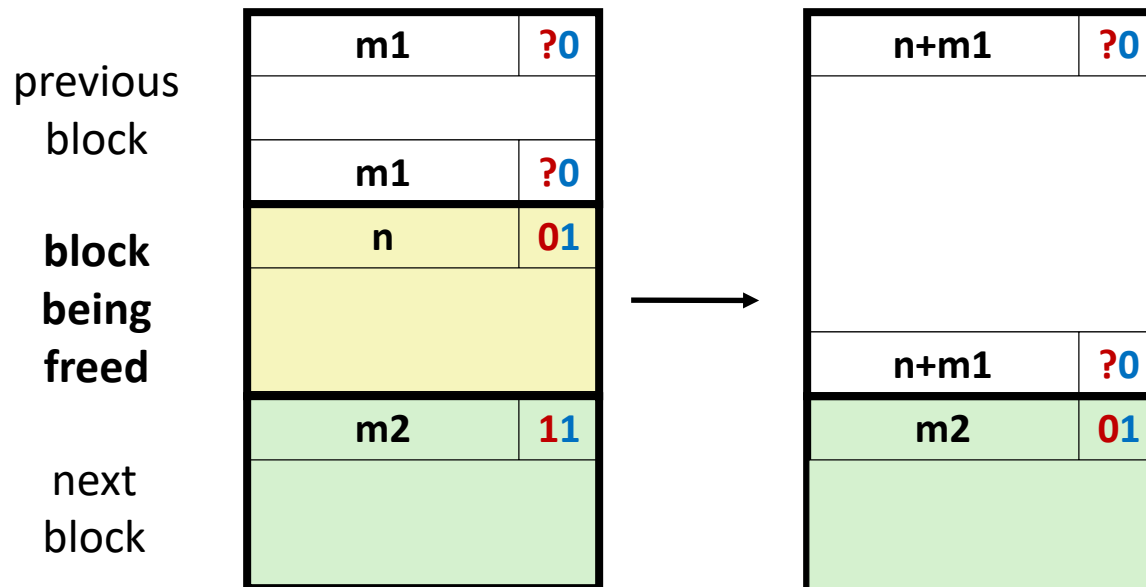 previous
block
m1 ?0
m1 ?0
block
being
freed
n 01
next
block
m2 11
n+m1 ?0
n+m1 ?0
m2 01